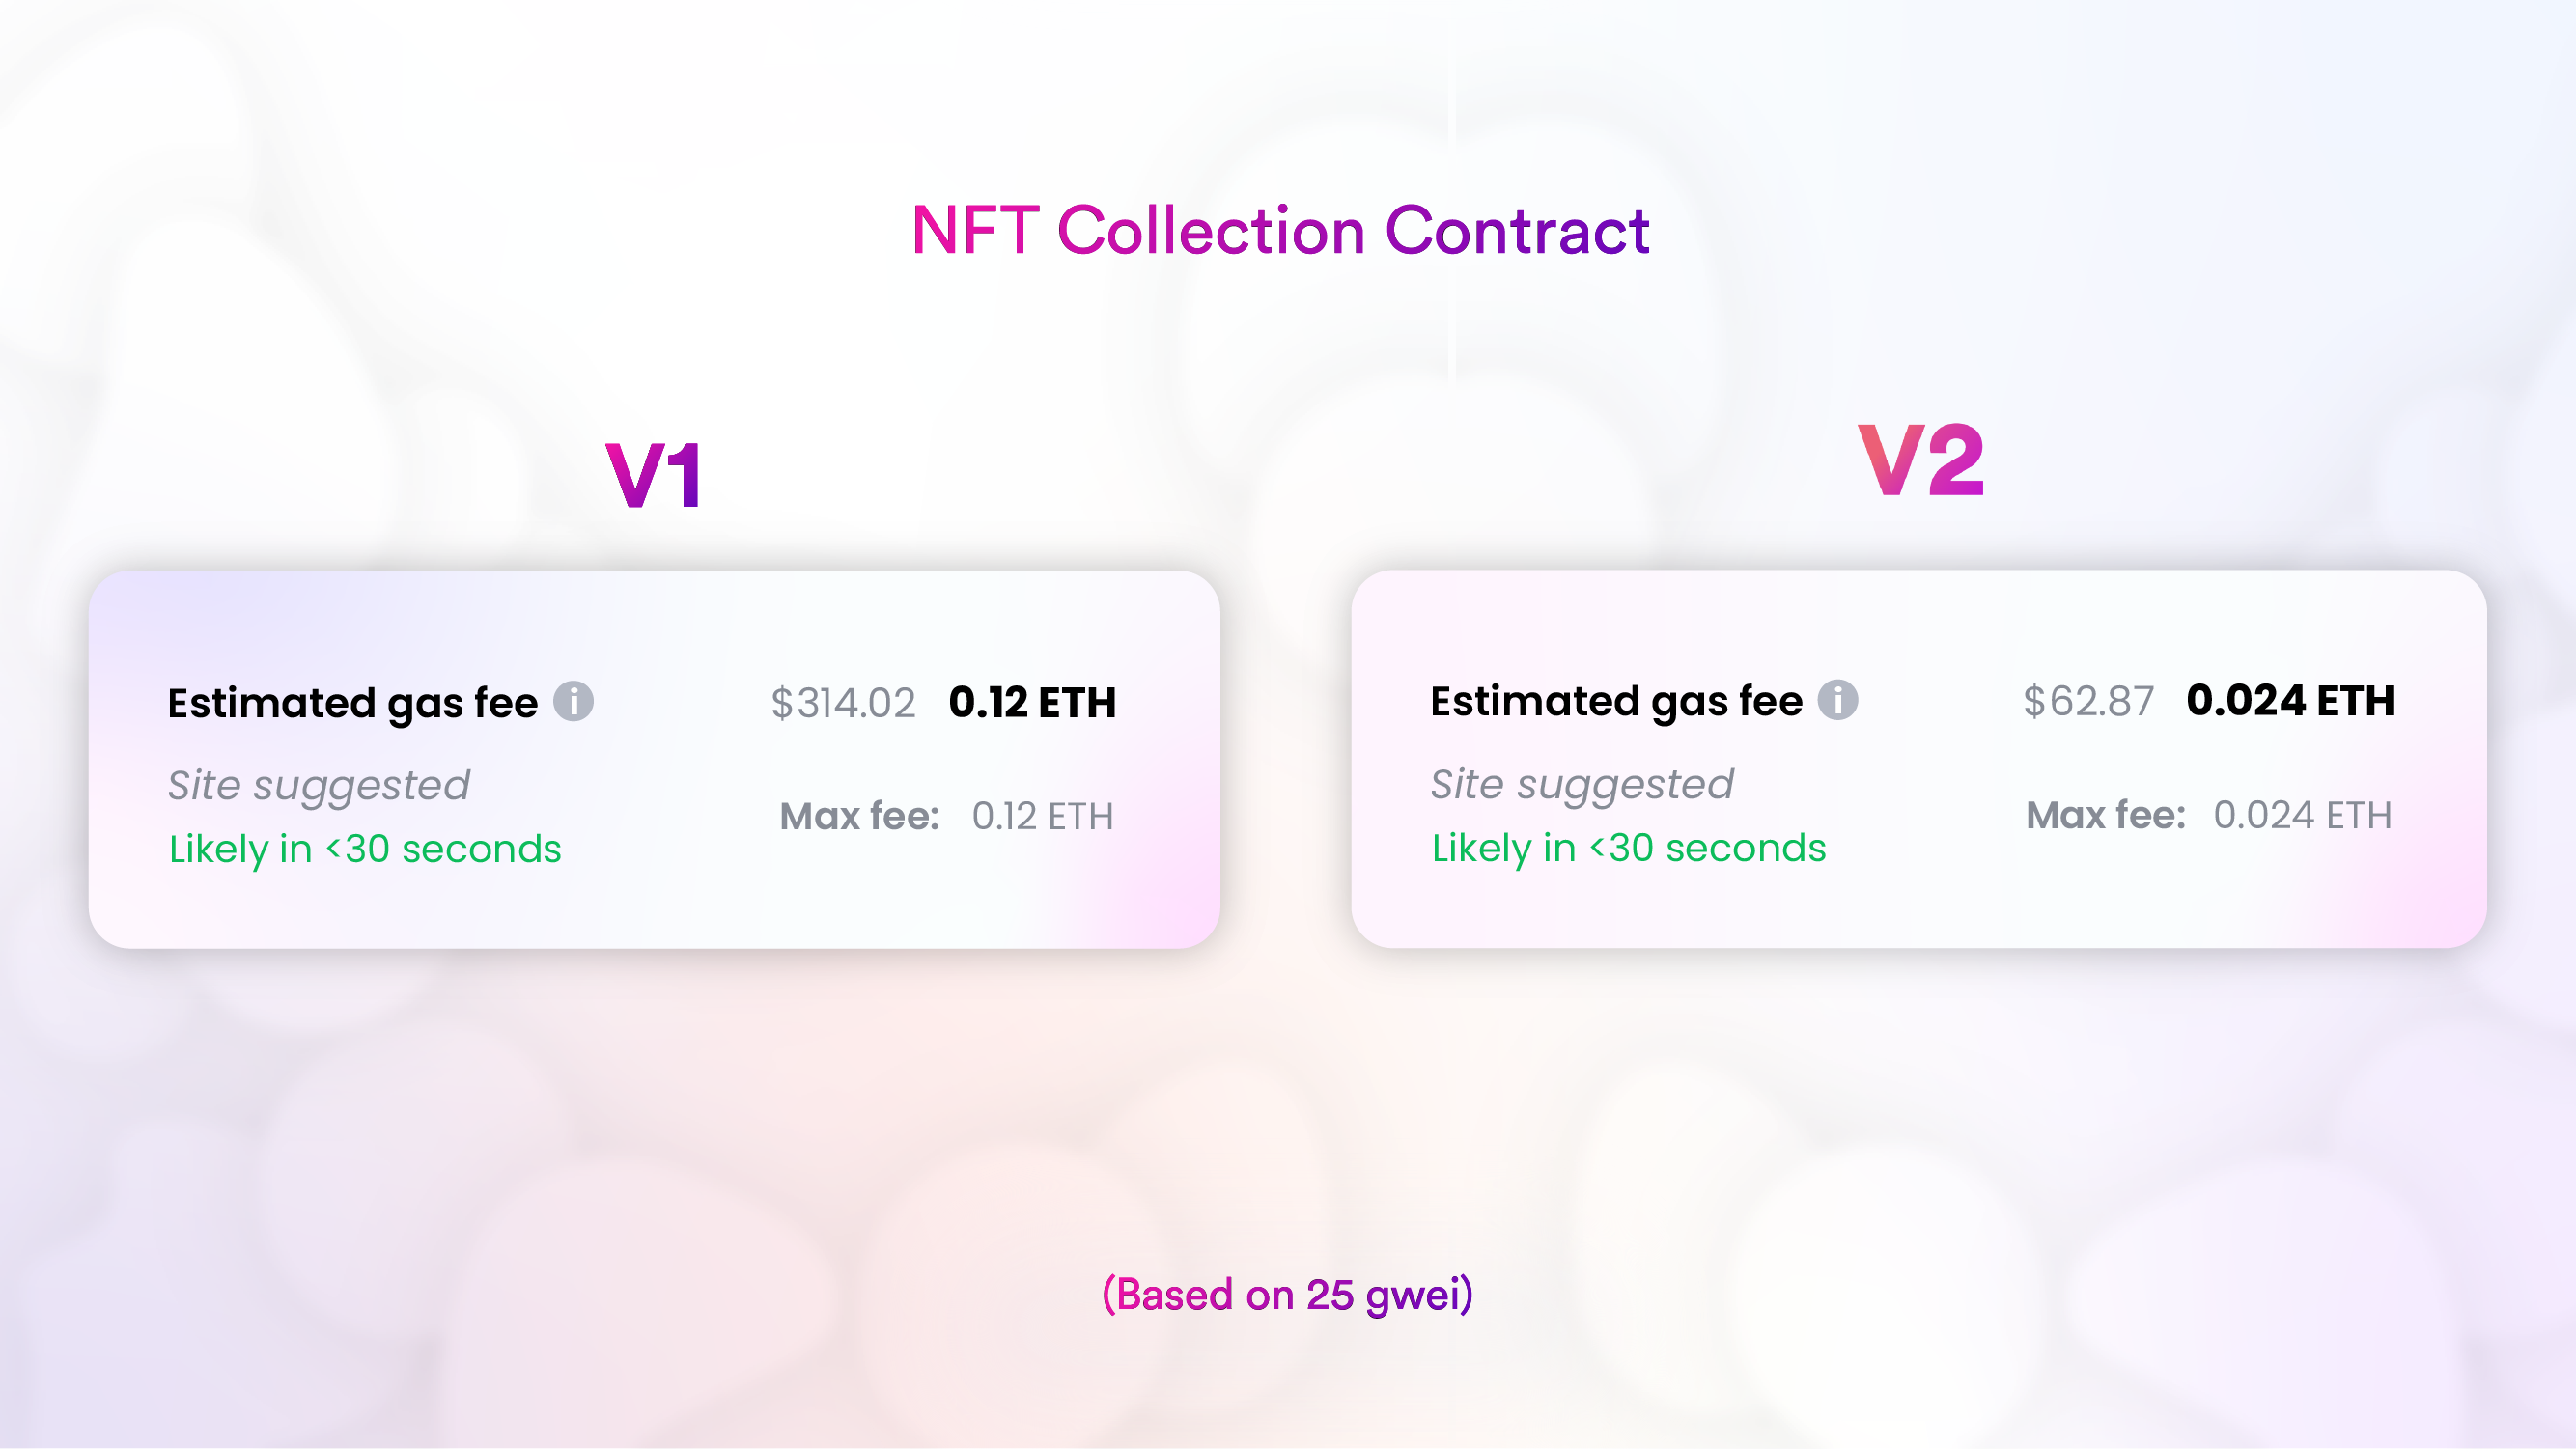 NFT Collection Contract
V1
Estimated gas fee i $314.02 0.12 ETH
Site suggested
Max fee: 0.12 ETH
Likely in <30 seconds
V2
Estimated gas fee i $62.87 0.024 ETH
Site suggested
Max fee: 0.024 ETH
Likely in <30 seconds
(Based on 25 gwei)